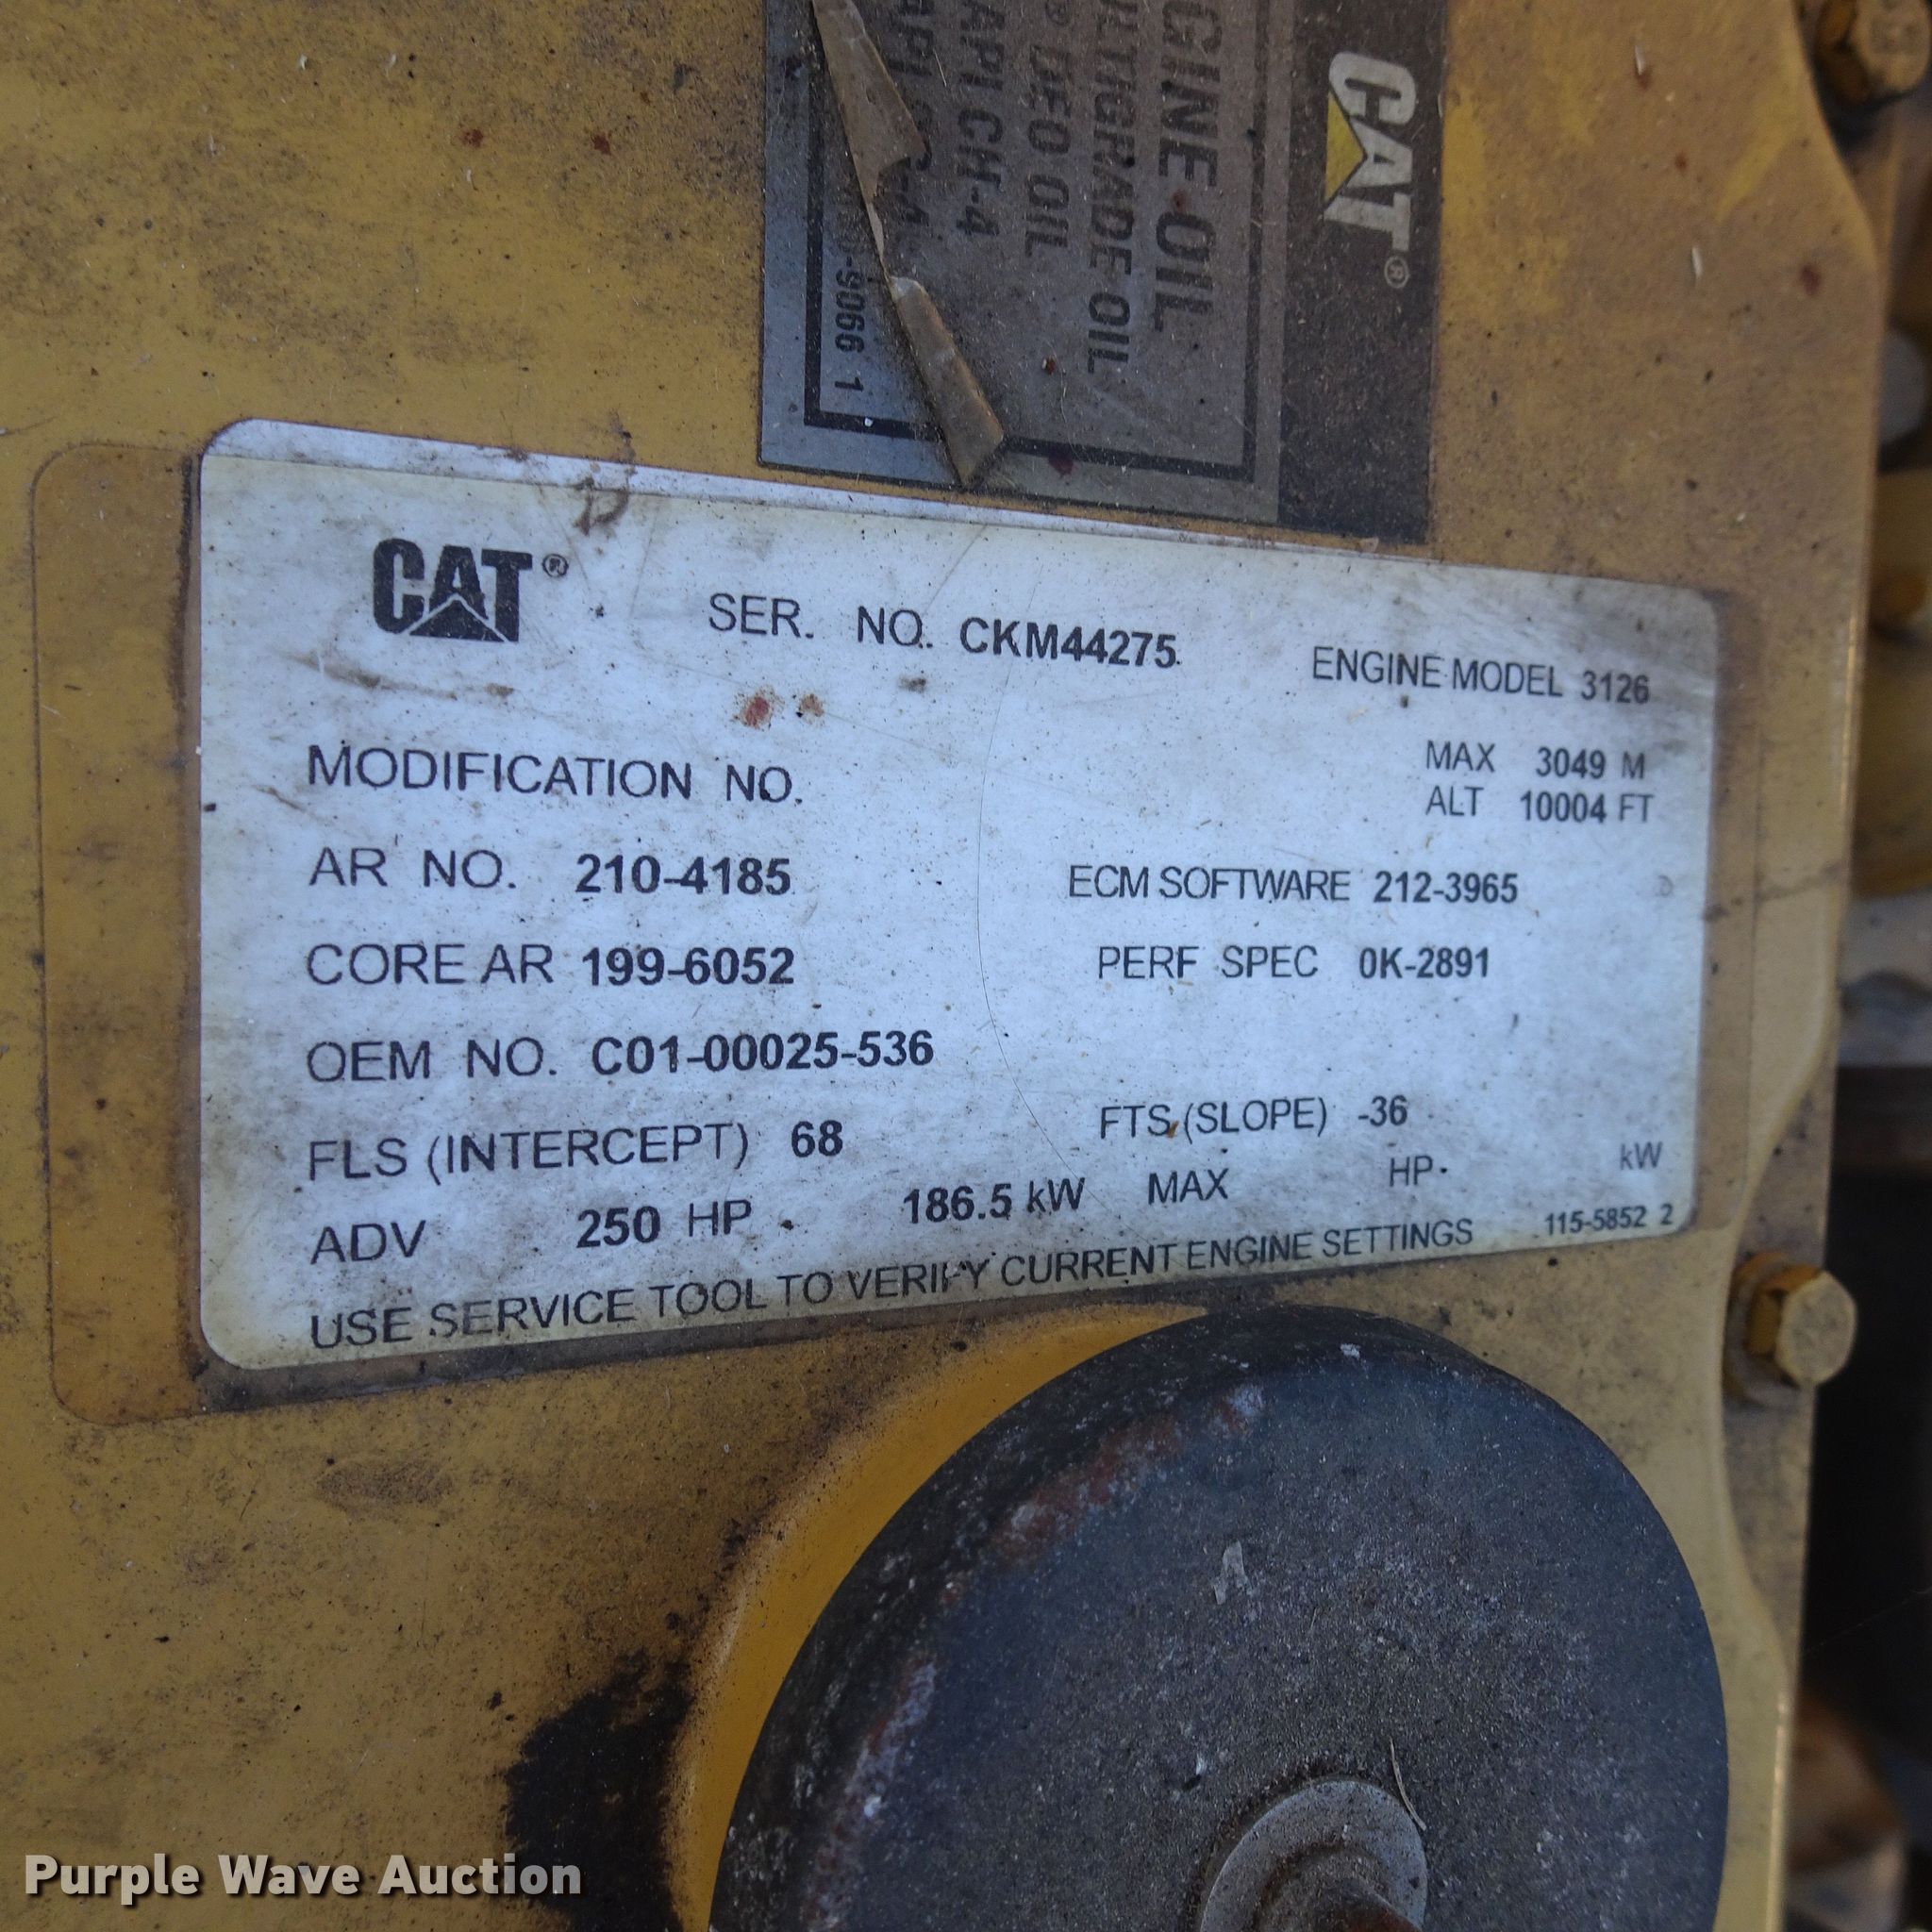 CAT®
GINE OIL
ULTIGRADE OIL
® DEO OIL
API CH-4
-9066 1
CAT®
SER. NO. CKM44275
ENGINE MODEL 3126
MODIFICATION NO.
MAX 3049 M
ALT 10004 FT
AR NO. 210-4185
ECM SOFTWARE 212-3965
CORE AR 199-6052
PERF SPEC 0K-2891
OEM NO. C01-00025-536
FLS (INTERCEPT) 68
FTS (SLOPE) -36
ADV 250 HP 186.5 kW MAX HP kW
USE SERVICE TOOL TO VERIFY CURRENT ENGINE SETTINGS
115-5852 2
Purple Wave Auction